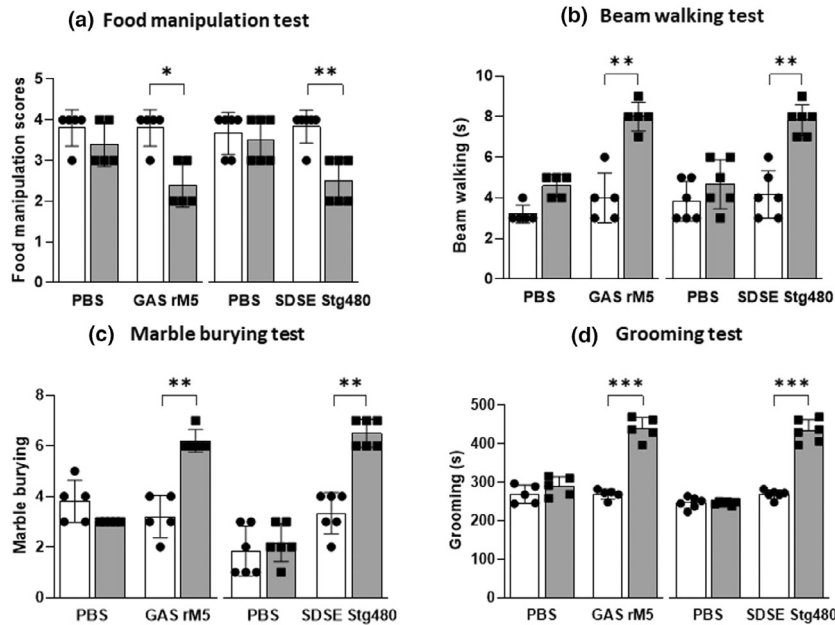 (a) Food manipulation test
Food manipulation scores
5
4
3
2
1
0
*
**
PBS GAS rM5 PBS SDSE Stg480
(b) Beam walking test
Beam walking (s)
10
8
6
4
2
0
**
**
PBS GAS rM5 PBS SDSE Stg480
(c) Marble burying test
Marble burying
8
6
4
2
0
**
**
PBS GAS rM5 PBS SDSE Stg480
(d) Grooming test
Grooming (s)
500
400
300
200
100
0
***
***
PBS GAS rM5 PBS SDSE Stg480